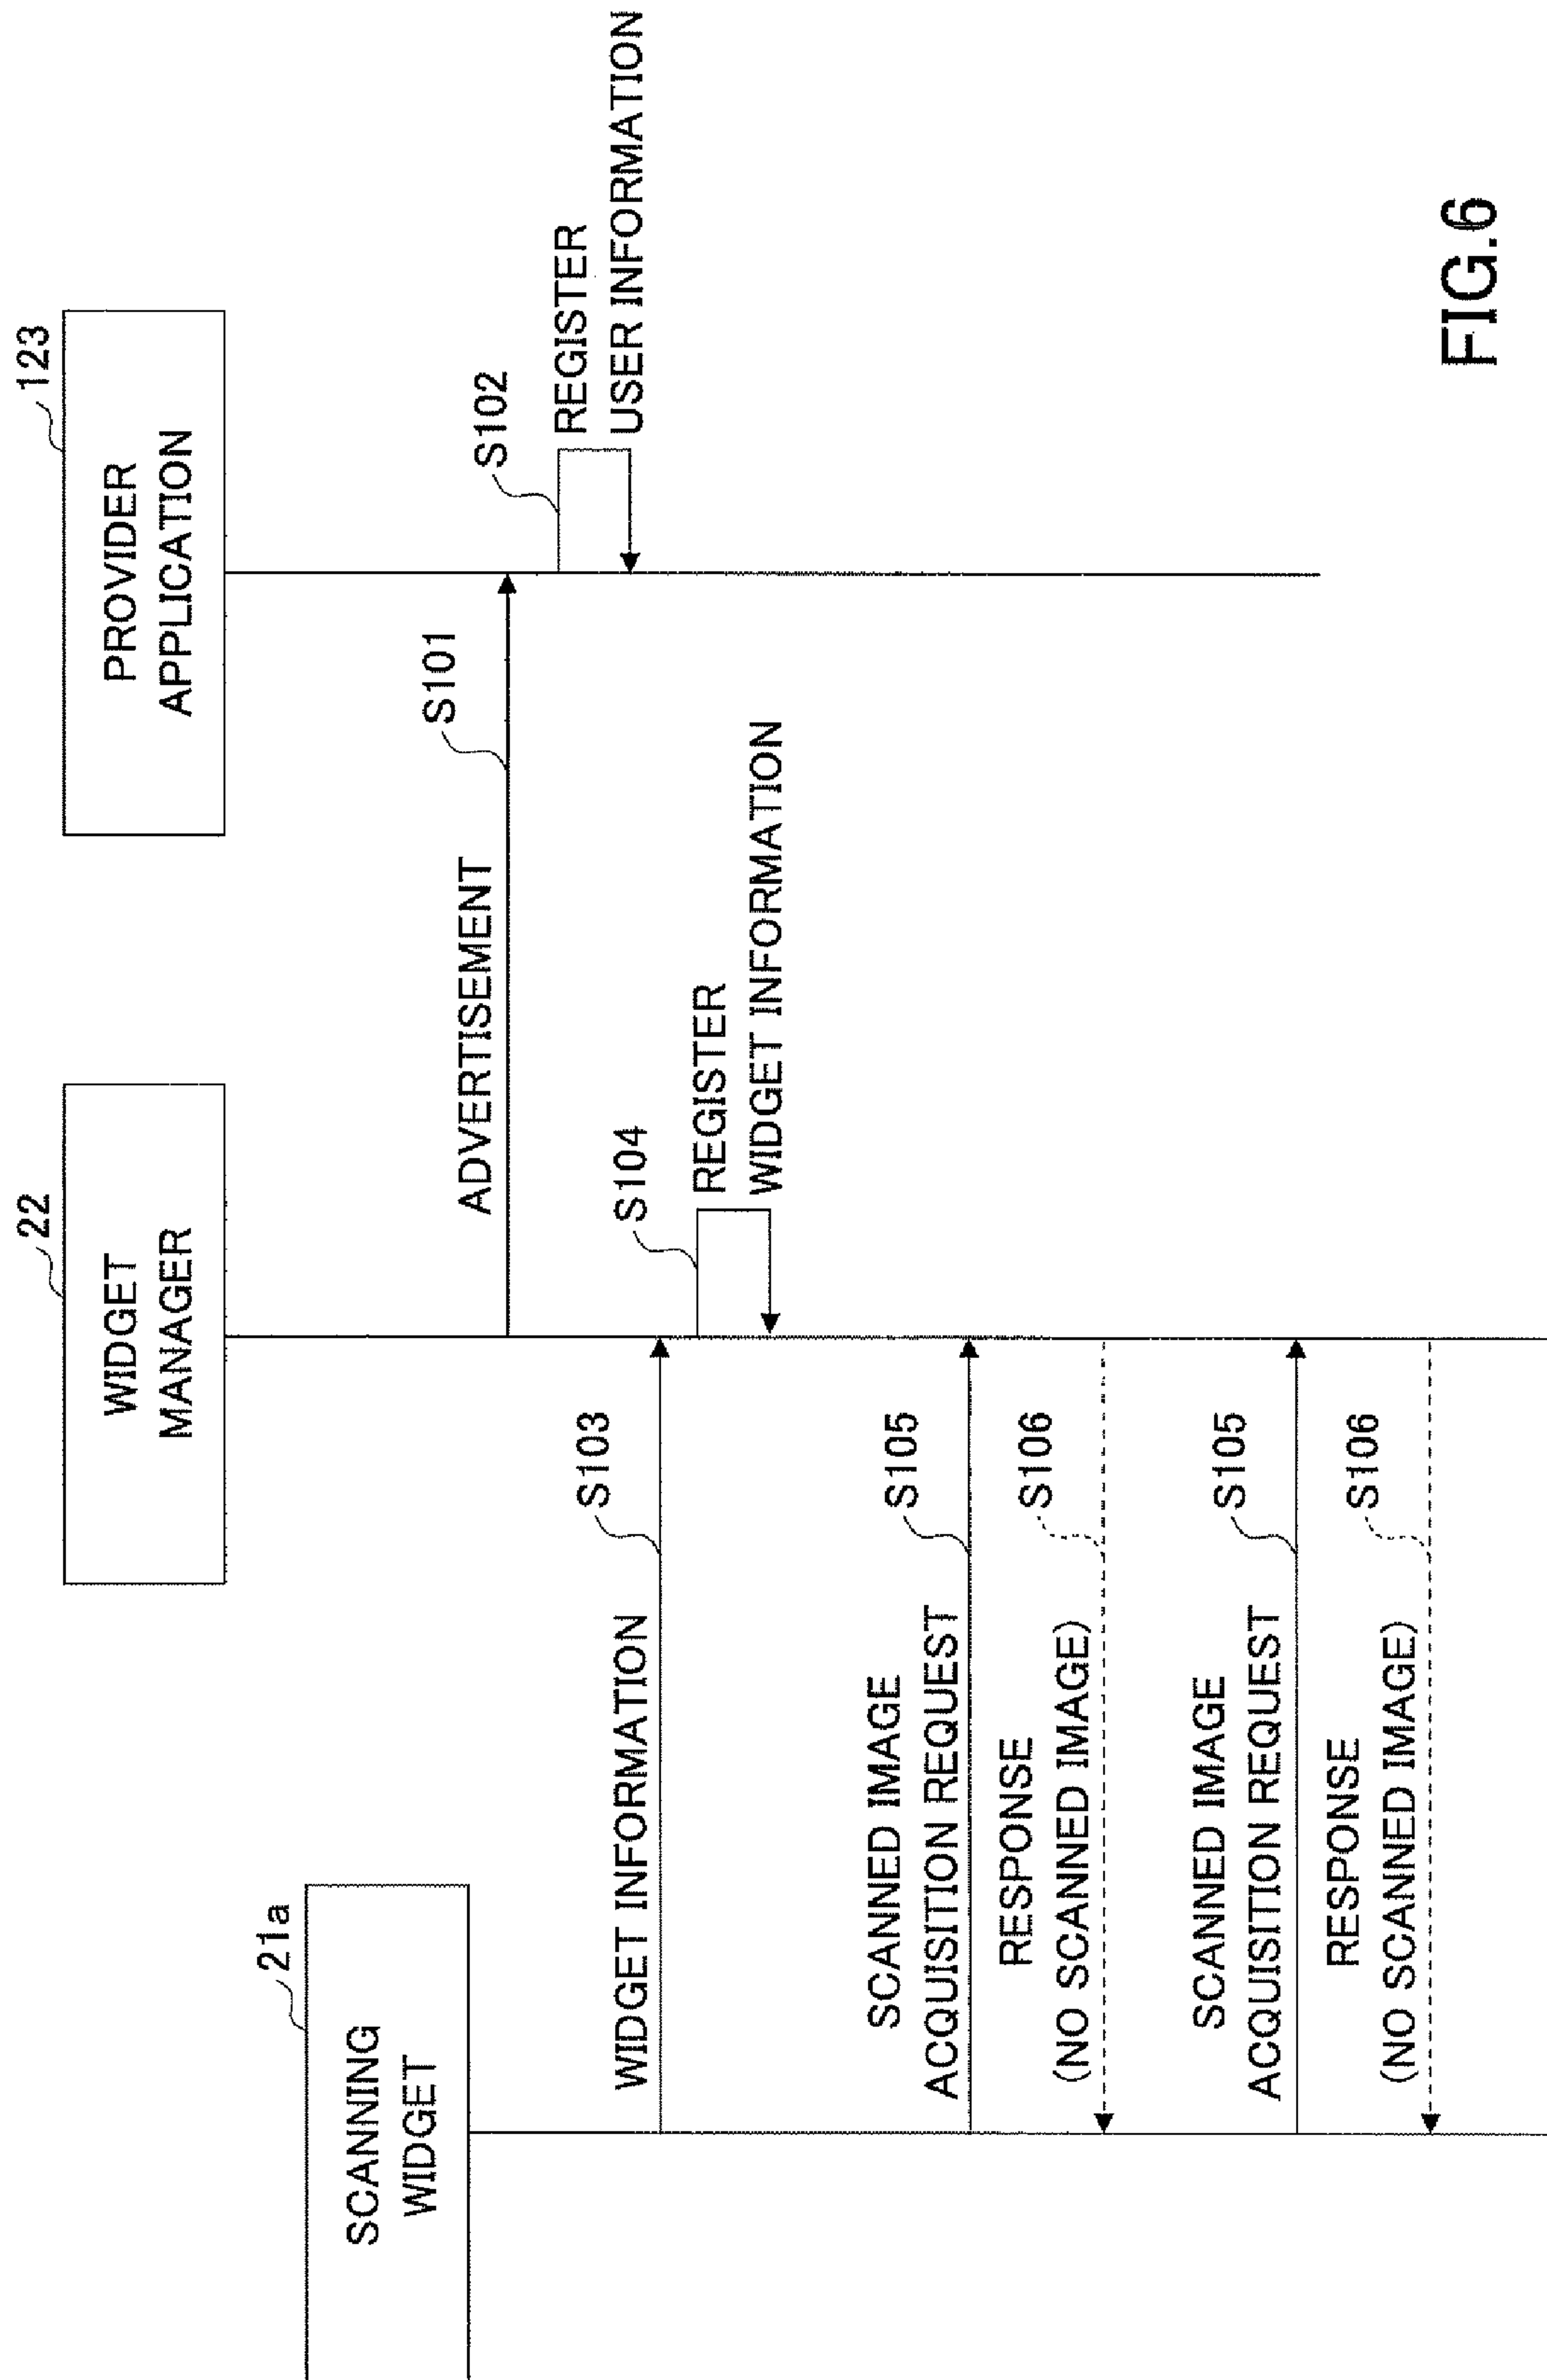 21a
SCANNING
WIDGET
22
WIDGET
MANAGER
123
PROVIDER
APPLICATION
ADVERTISEMENT
S101
S102
REGISTER
USER INFORMATION
WIDGET INFORMATION
S103
S104
REGISTER
WIDGET INFORMATION
SCANNED IMAGE
ACQUISITION REQUEST
S105
RESPONSE
(NO SCANNED IMAGE)
S106
SCANNED IMAGE
ACQUISITION REQUEST
S105
RESPONSE
(NO SCANNED IMAGE)
S106
FIG.6